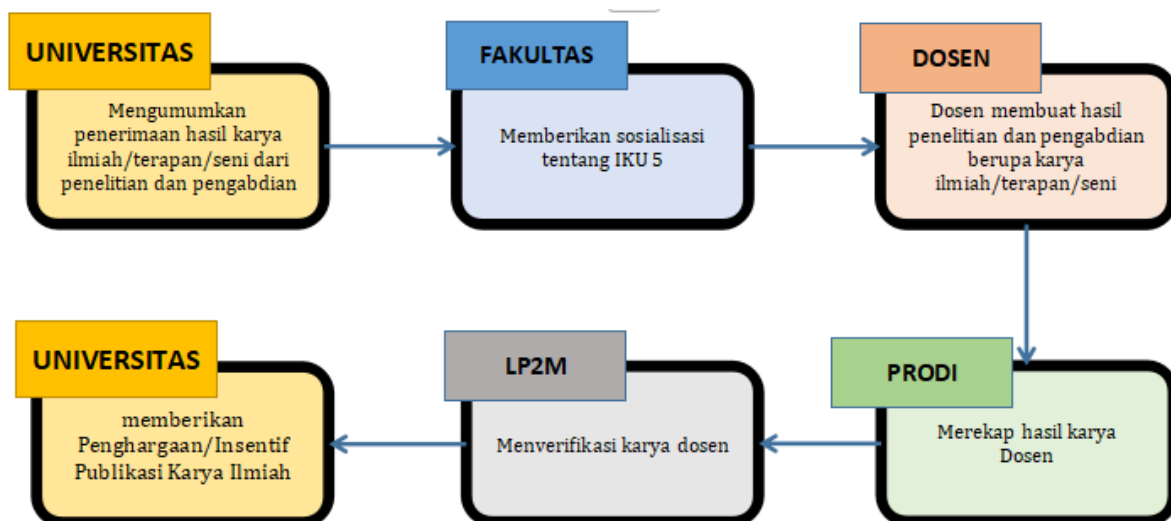 UNIVERSITAS
Mengumumkan
penerimaan hasil karya
ilmiah/terapan/seni dari
penelitian dan pengabdian
FAKULTAS
Memberikan sosialisasi
tentang IKU 5
DOSEN
Dosen membuat hasil
penelitian dan pengabdian
berupa karya
ilmiah/terapan/seni
PRODI
Merekap hasil karya
Dosen
LP2M
Menverifikasi karya dosen
UNIVERSITAS
memberikan
Penghargaan/Insentif
Publikasi Karya Ilmiah